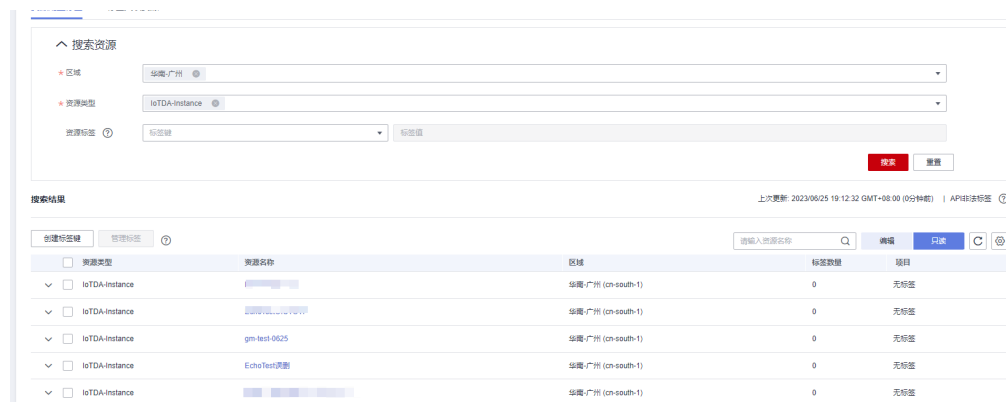 搜索资源
* 区域 华南-广州
* 资源类型 IoTDA-Instance
资源标签 ? 标签键 标签值
搜索 重置
搜索结果 上次更新: 2023/06/25 19:12:32 GMT+08:00 (0分钟前) | API非法标签 ?
创建标签键 管理标签 ? 请输入资源名称 编辑 只读
资源类型 资源名称 区域 标签数量 项目
IoTDA-Instance 华南-广州 (cn-south-1) 0 无标签
IoTDA-Instance 华南-广州 (cn-south-1) 0 无标签
IoTDA-Instance gm-test-0625 华南-广州 (cn-south-1) 0 无标签
IoTDA-Instance EchoTest误删 华南-广州 (cn-south-1) 0 无标签
IoTDA-Instance 华南-广州 (cn-south-1) 0 无标签